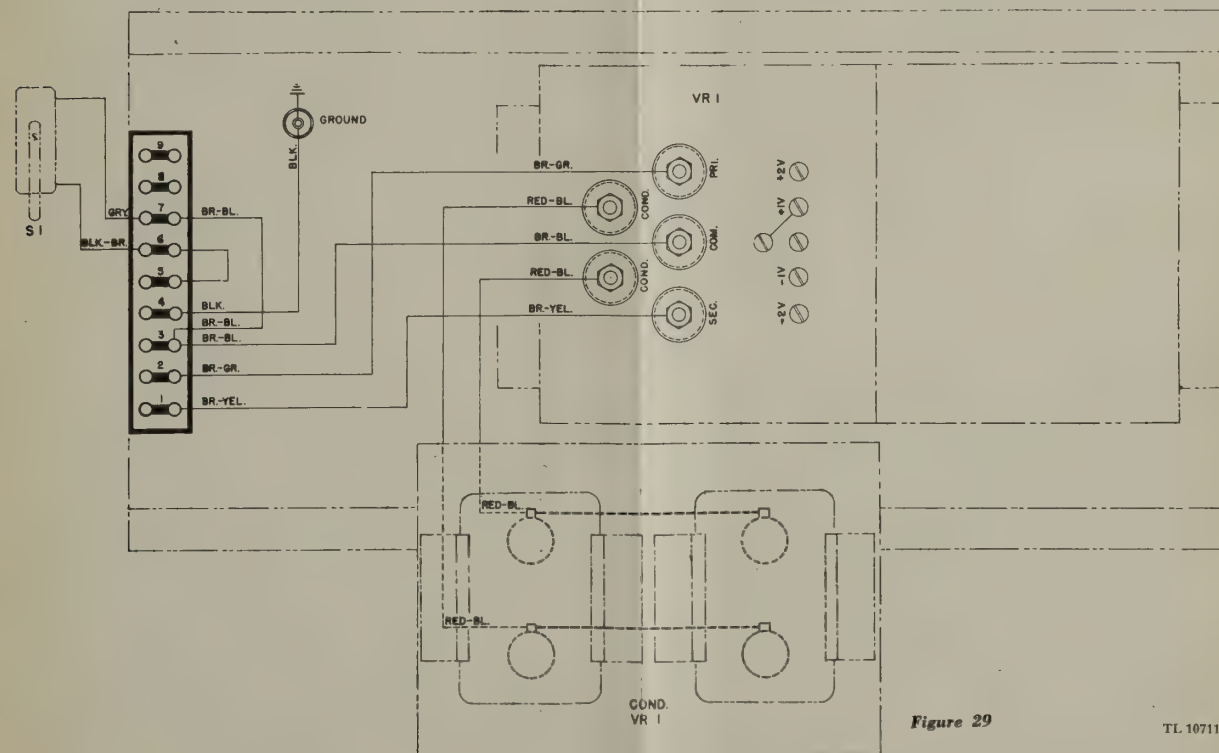 VR 1
GROUND
BLK.
S
S1
9
8
7
6
5
4
3
2
1
GRY
BLK-BR.
BR-BL.
BLK.
BR-BL.
BR-BL.
BR-GR.
BR-YEL.
BR-GR.
RED-BL.
BR-BL.
RED-BL.
BR-YEL.
PRI.
COND.
COM.
COND.
SEC.
+2V
+1V
-1V
-2V
RED-BL.
RED-BL.
COND.
VR 1
Figure 29
TL 10711